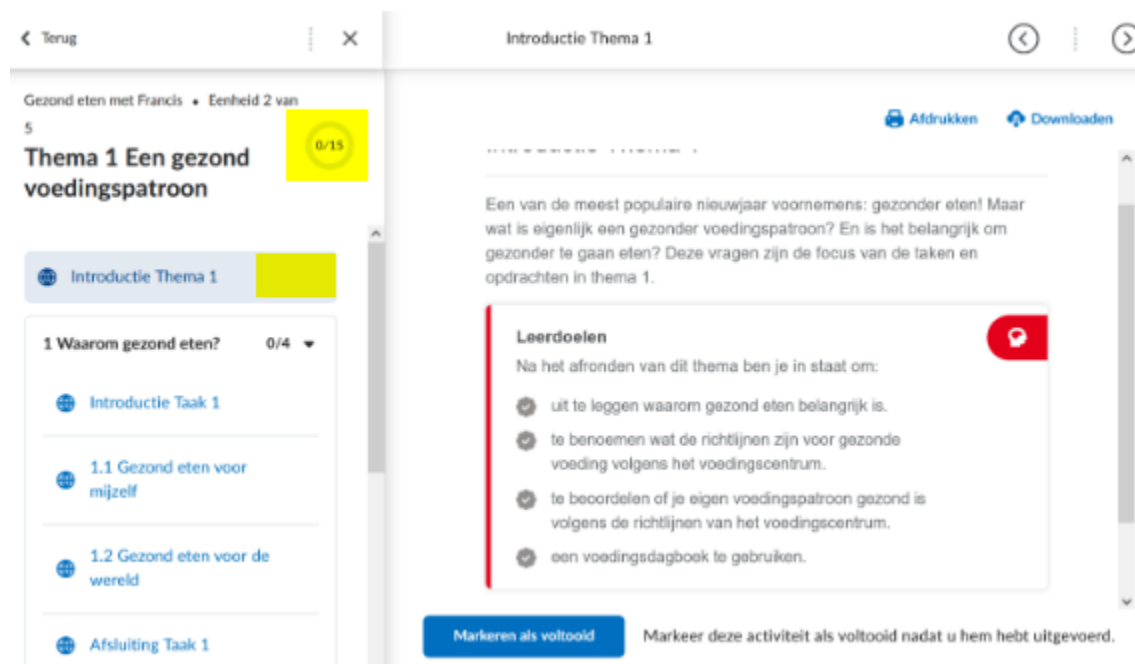 Terug
Gezond eten met Francis • Eenheid 2 van
5
Thema 1 Een gezond
voedingspatroon
0/15
Introductie Thema 1
1 Waarom gezond eten? 0/4
Introductie Taak 1
1.1 Gezond eten voor
mijzelf
1.2 Gezond eten voor de
wereld
Afsluiting Taak 1
Introductie Thema 1
Afdrukken Downloaden
Introductie Thema 1
Een van de meest populaire nieuwjaar voornemens: gezonder eten! Maar
wat is eigenlijk een gezonder voedingspatroon? En is het belangrijk om
gezonder te gaan eten? Deze vragen zijn de focus van de taken en
opdrachten in thema 1.
Leerdoelen
Na het afronden van dit thema ben je in staat om:
uit te leggen waarom gezond eten belangrijk is.
te benoemen wat de richtlijnen zijn voor gezonde
voeding volgens het voedingscentrum.
te beoordelen of je eigen voedingspatroon gezond is
volgens de richtlijnen van het voedingscentrum.
een voedingsdagboek te gebruiken.
Markeren als voltooid Markeer deze activiteit als voltooid nadat u hem hebt uitgevoerd.